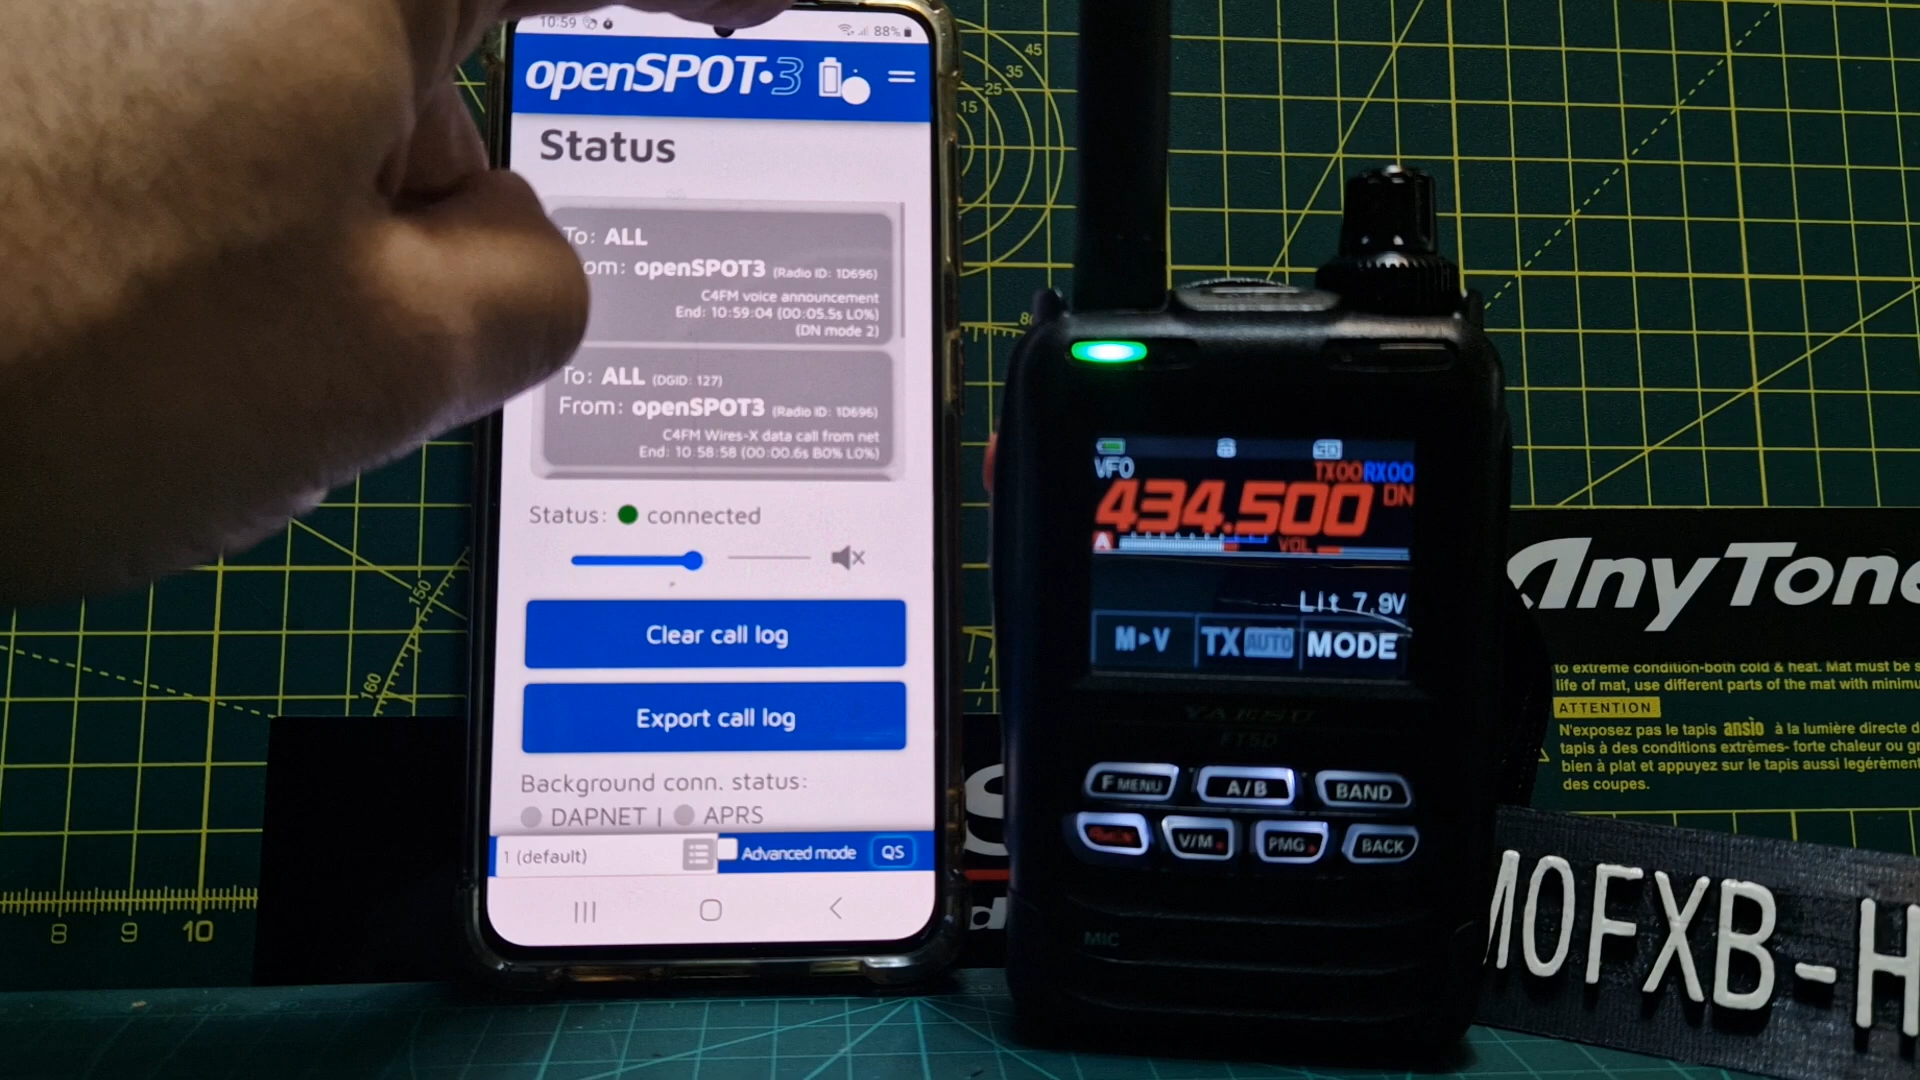 10:59
88%
openSPOT•3
Status
To: ALL
om: openSPOT3 (Radio ID: 1D696)
C4FM voice announcement
End: 10:59:04 (00:05.5s L0%)
(DN mode 2)
To: ALL (DGID: 127)
From: openSPOT3 (Radio ID: 1D696)
C4FM Wires-X data call from net
End: 10:58:58 (00:00.6s B0% L0%)
Status: connected
Clear call log
Export call log
Background conn. status:
DAPNET | APRS
1 (default)
Advanced mode
QS
VFO
TX00RX00
434.500 DN
A
VOL
Lit 7.9V
M▸V
TX AUTO
MODE
YAESU
FT5D
F MENU
A/B
BAND
V/M
PMG
BACK
MIC
45
35
25
15
150
160
8 9 10
AnyTone
to extreme condition-both cold & heat. Mat must be s
life of mat, use different parts of the mat with minimu
ATTENTION
N'exposez pas le tapis ansio à la lumière directe d
tapis à des conditions extrêmes- forte chaleur ou gr
bien à plat et appuyez sur le tapis aussi legérèment
des coupes.
M0FXB-H